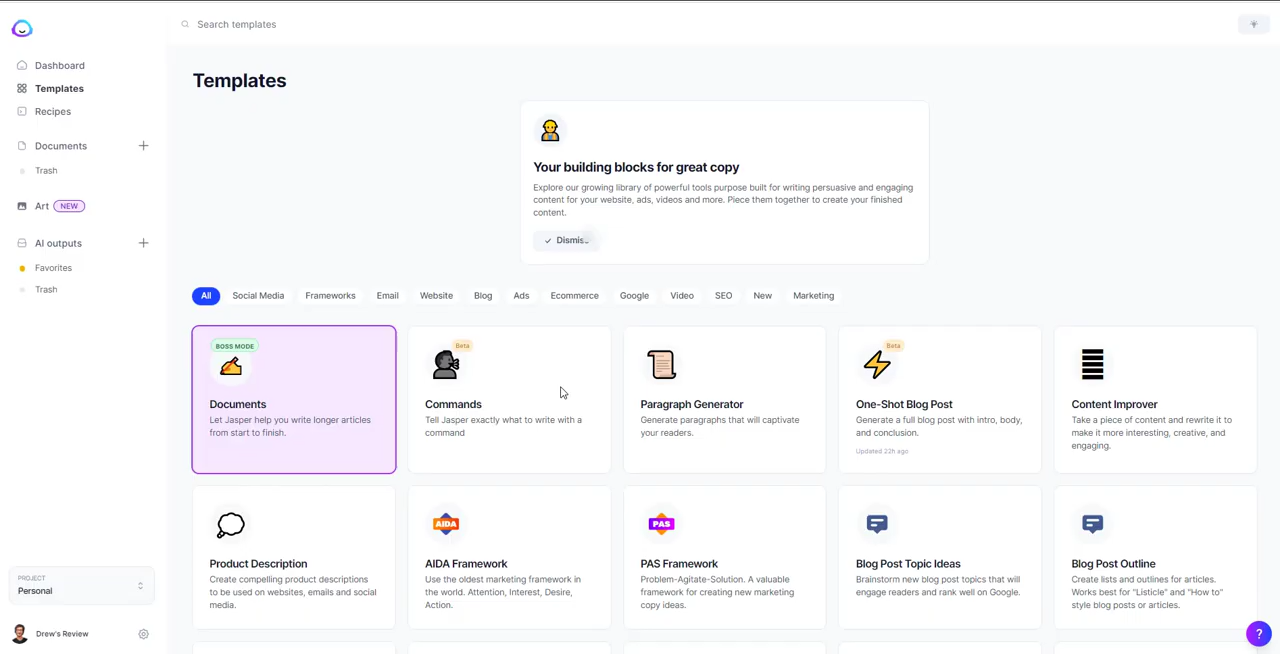 Search templates
Dashboard
Templates
Recipes
Documents
Trash
Art NEW
AI outputs
Favorites
Trash
PROJECT
Personal
Drew's Review
Templates
Your building blocks for great copy
Explore our growing library of powerful tools purpose built for writing persuasive and engaging
content for your website, ads, videos and more. Piece them together to create your finished
content.
Dismiss
All Social Media Frameworks Email Website Blog Ads Ecommerce Google Video SEO New Marketing
BOSS MODE
Documents
Let Jasper help you write longer articles
from start to finish.
Beta
Commands
Tell Jasper exactly what to write with a
command
Paragraph Generator
Generate paragraphs that will captivate
your readers.
Beta
One-Shot Blog Post
Generate a full blog post with intro, body,
and conclusion.
Updated 22h ago
Content Improver
Take a piece of content and rewrite it to
make it more interesting, creative, and
engaging.
Product Description
Create compelling product descriptions
to be used on websites, emails and social
media.
AIDA
AIDA Framework
Use the oldest marketing framework in
the world. Attention, Interest, Desire,
Action.
PAS
PAS Framework
Problem-Agitate-Solution. A valuable
framework for creating new marketing
copy ideas.
Blog Post Topic Ideas
Brainstorm new blog post topics that will
engage readers and rank well on Google.
Blog Post Outline
Create lists and outlines for articles.
Works best for "Listicle" and "How to"
style blog posts or articles.
?